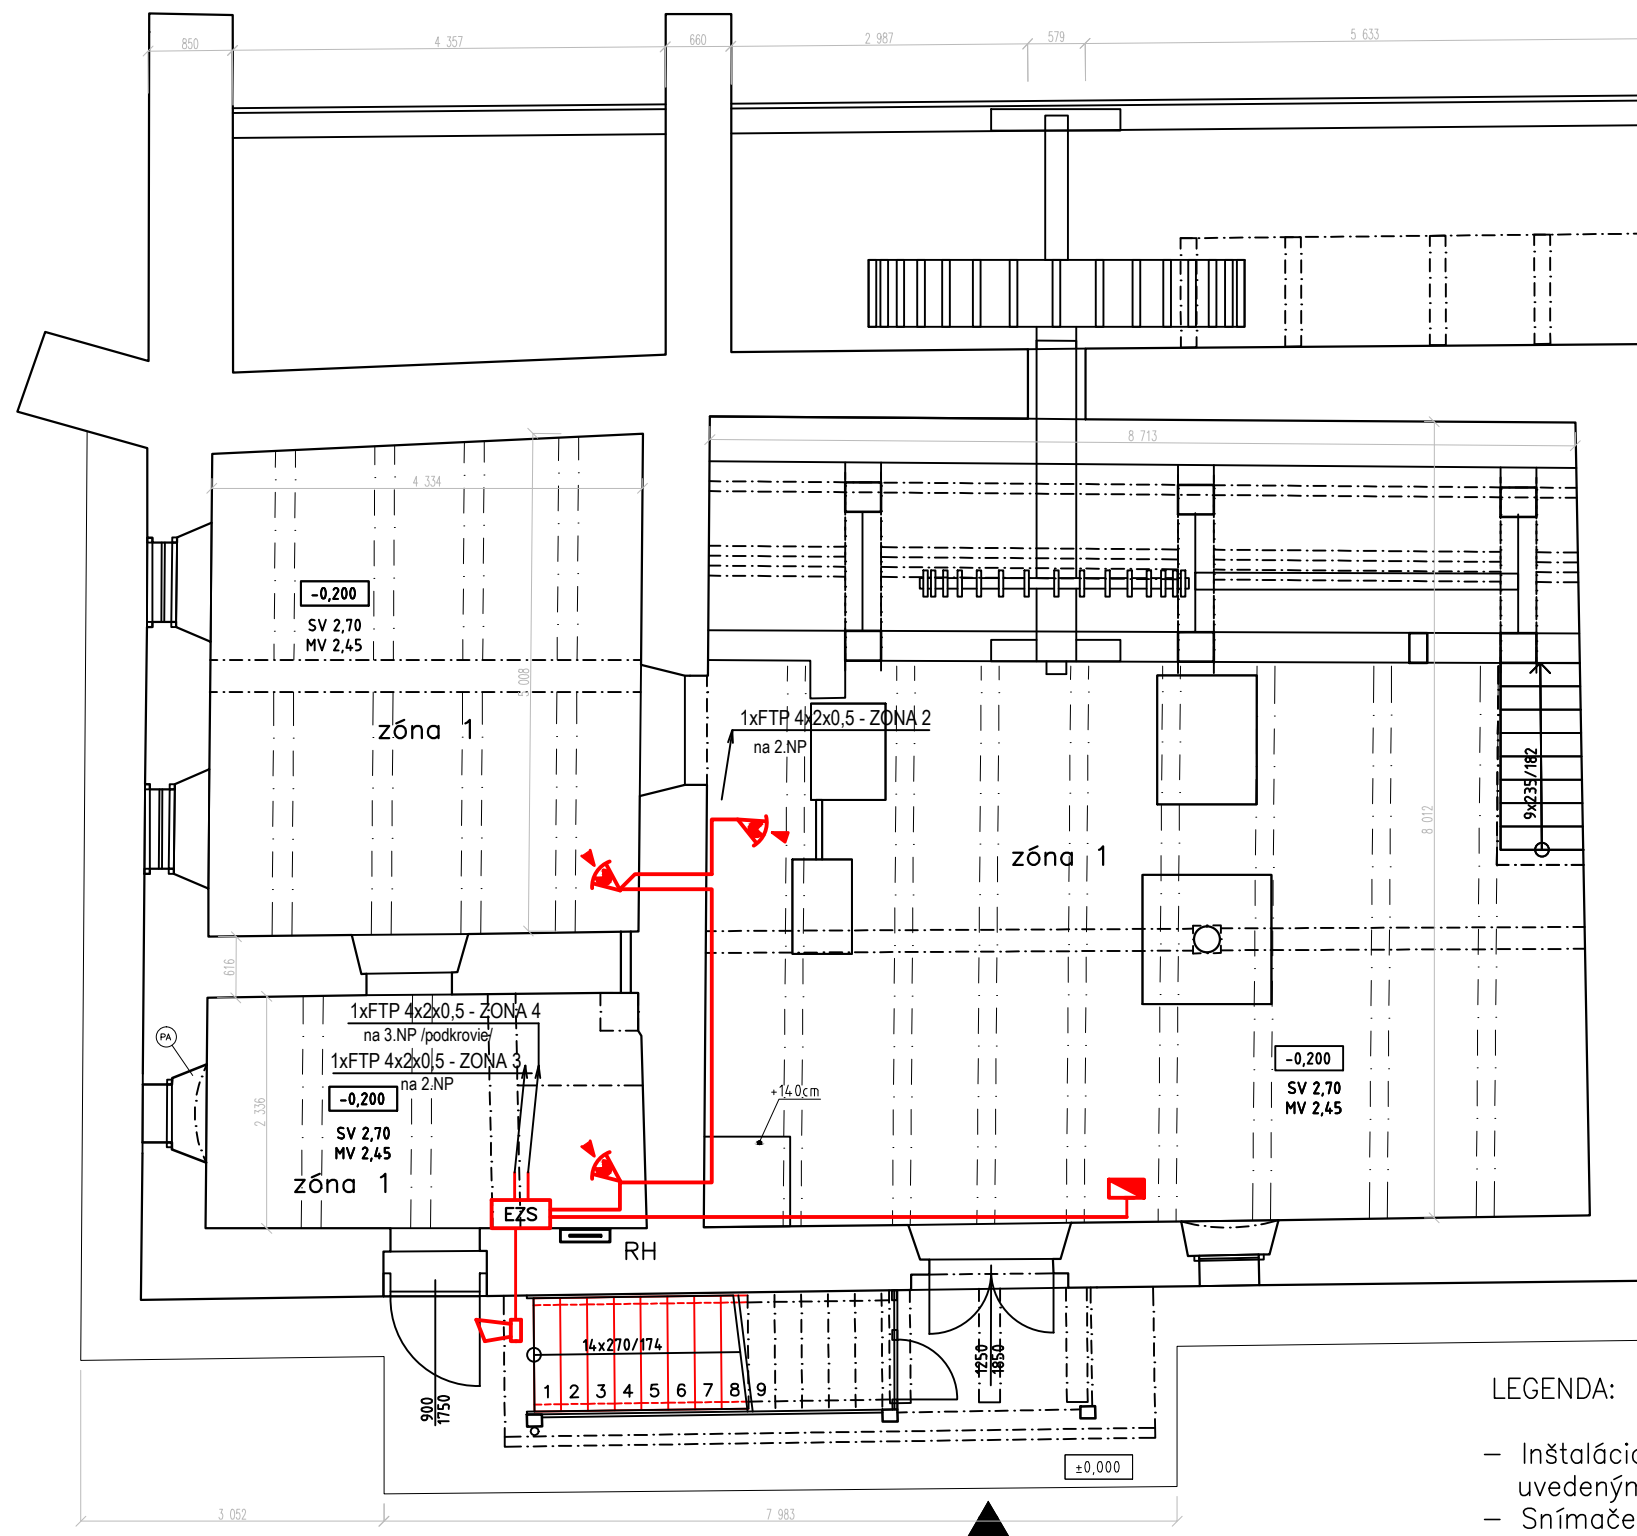 850
4 357
660
2 987
579
5 633
8 713
4 334
-0,200
SV 2,70
MV 2,45
5 008
zóna 1
1xFTP 4x2x0,5 - ZONA 2
na 2.NP
9x235/182
8 012
zóna 1
616
1xFTP 4x2x0,5 - ZONA 4
na 3.NP /podkrovie/
1xFTP 4x2x0,5 - ZONA 3
na 2.NP
PA
-0,200
SV 2,70
MV 2,45
2 336
zóna 1
+140cm
-0,200
SV 2,70
MV 2,45
EZS
RH
14x270/174
1 2 3 4 5 6 7 8 9
900
1750
1250
1850
±0,000
3 052
7 983
LEGENDA:
- Inštaláci
uvedeným
- Snímače